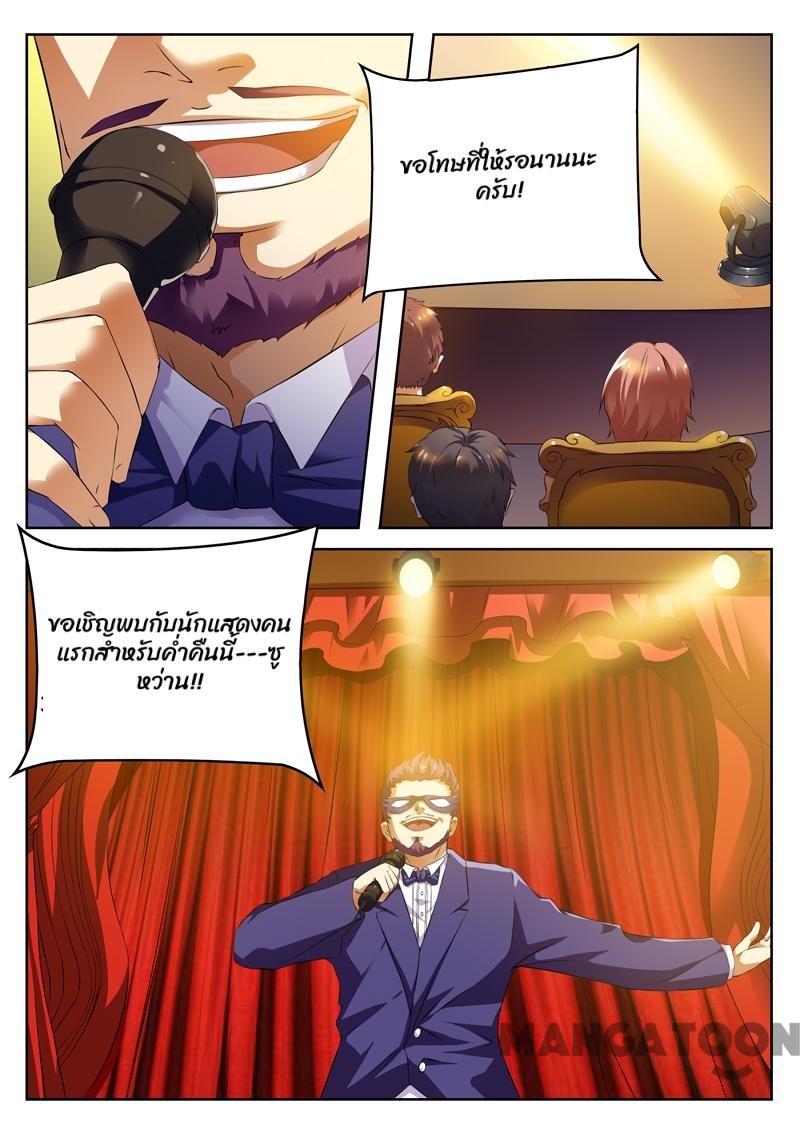 ขอโทษที่ให้รอนานนะ
ครับ!
ขอเชิญพบกับนักแสดงคน
แรกสำหรับค่ำคืนนี้---ซู
หว่าน!!
MANGATOON